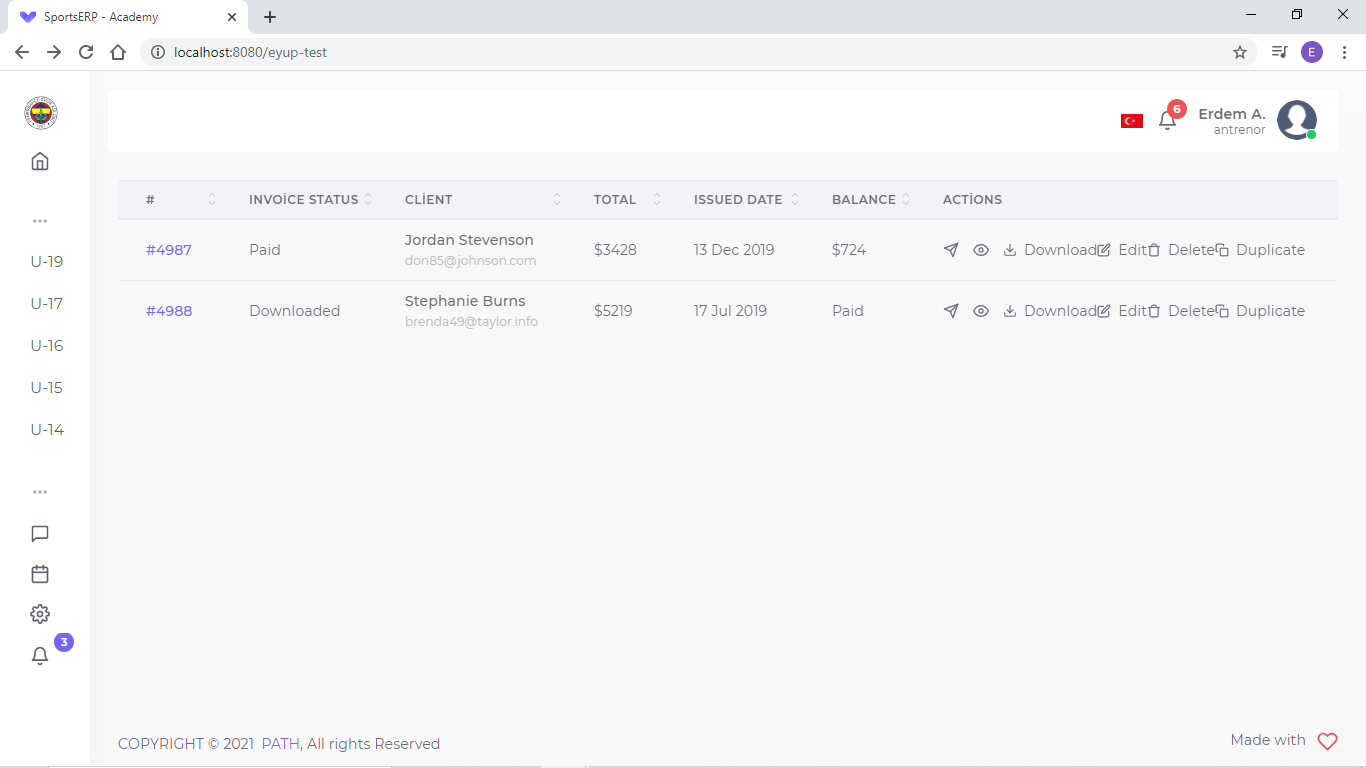 SportsERP - Academy
localhost:8080/eyup-test
E
6
Erdem A.
antrenor
# INVOİCE STATUS CLİENT TOTAL ISSUED DATE BALANCE ACTİONS
#4987 Paid Jordan Stevenson $3428 13 Dec 2019 $724 Download Edit Delete Duplicate
don85@johnson.com
#4988 Downloaded Stephanie Burns $5219 17 Jul 2019 Paid Download Edit Delete Duplicate
brenda49@taylor.info
...
U-19
U-17
U-16
U-15
U-14
...
3
COPYRIGHT © 2021 PATH, All rights Reserved
Made with